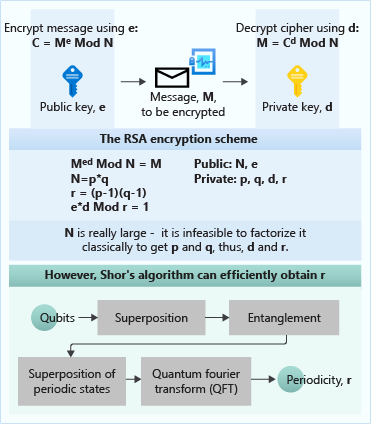 Encrypt message using e:
C = Mᵉ Mod N
Decrypt cipher using d:
M = Cᵈ Mod N
Public key, e
Message, M,
to be encrypted
Private key, d
The RSA encryption scheme
Mᵉᵈ Mod N = M
N=p*q
r = (p-1)(q-1)
e*d Mod r = 1
Public: N, e
Private: p, q, d, r
N is really large - it is infeasible to factorize it
classically to get p and q, thus, d and r.
However, Shor's algorithm can efficiently obtain r
Qubits
Superposition
Entanglement
Superposition of
periodic states
Quantum fourier
transform (QFT)
Periodicity, r